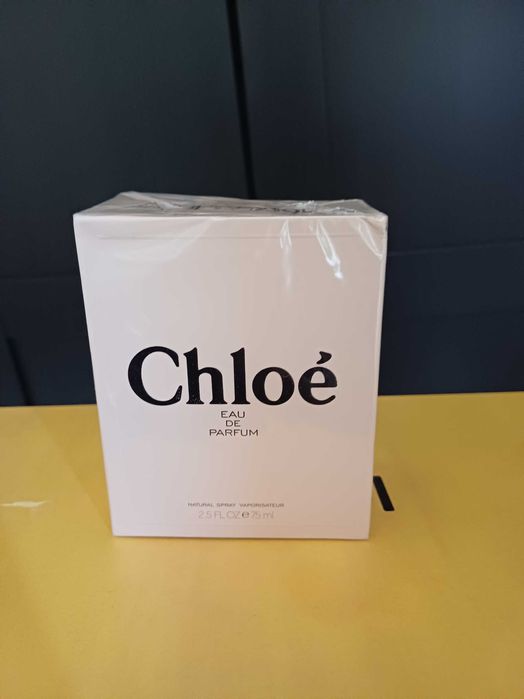 Chloé
EAU
DE
PARFUM
NATURAL SPRAY VAPORISATEUR
2.5 FL.OZ e 75 ml